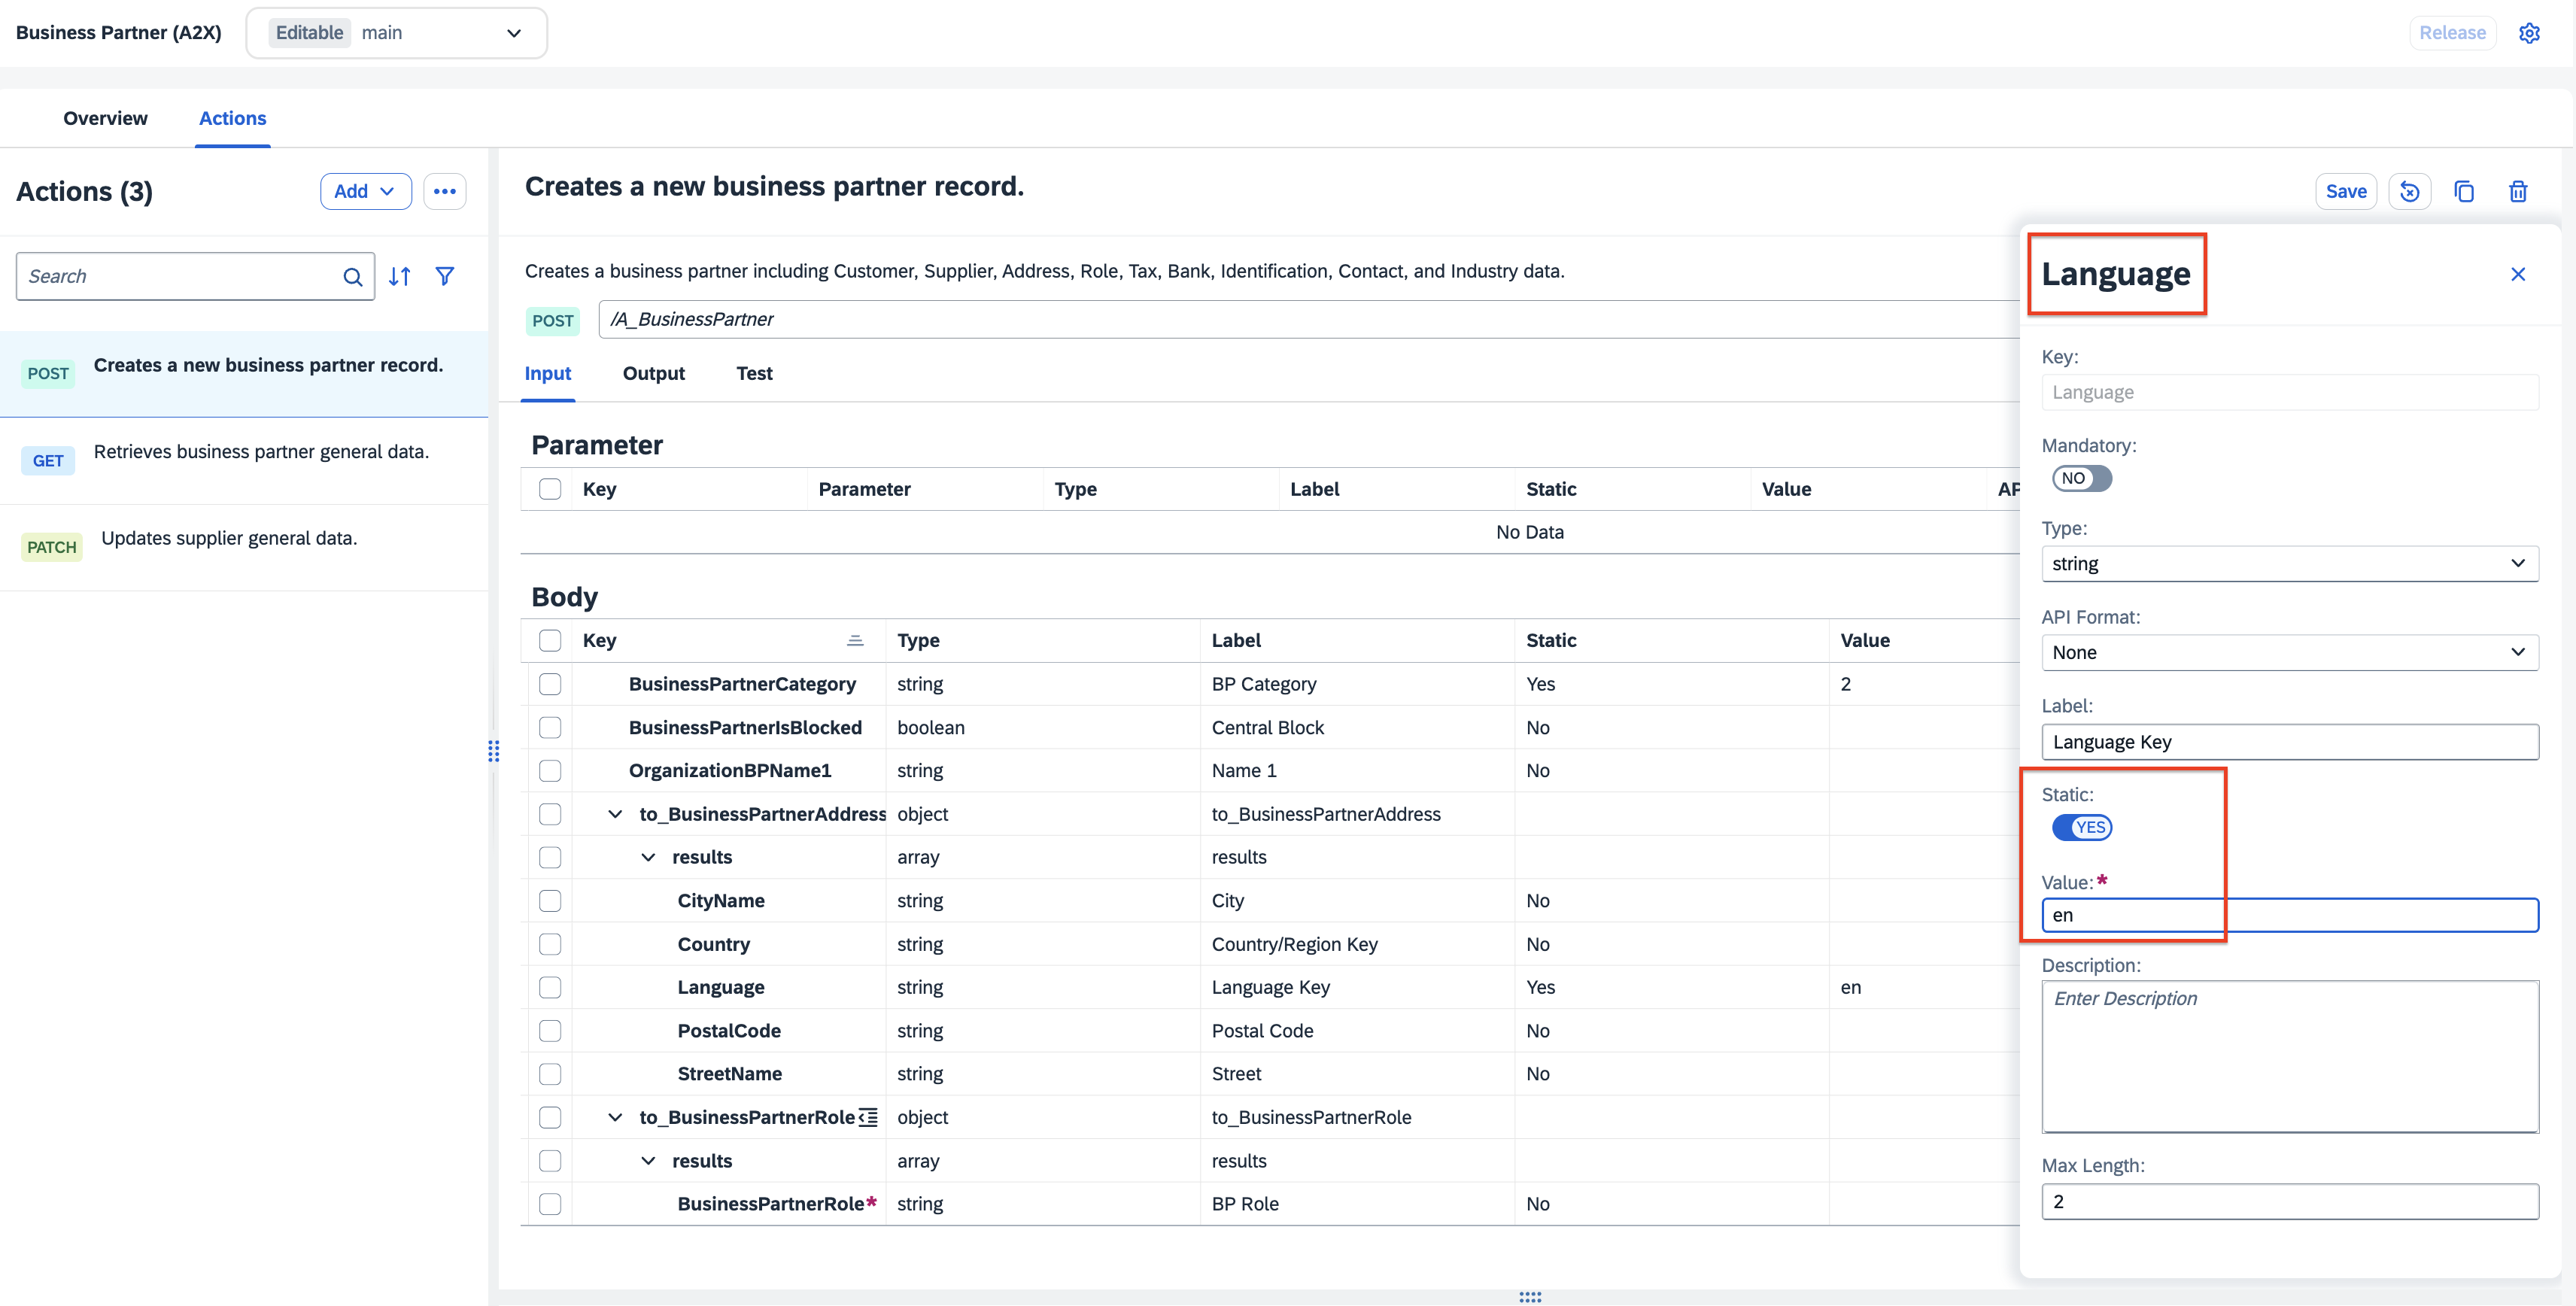 Business Partner (A2X)
Editable main
Release
Overview
Actions
Actions (3)
Add
Search
POST Creates a new business partner record.
GET Retrieves business partner general data.
PATCH Updates supplier general data.
Creates a new business partner record.
Save
Creates a business partner including Customer, Supplier, Address, Role, Tax, Bank, Identification, Contact, and Industry data.
POST /A_BusinessPartner
Input Output Test
Parameter
Key Parameter Type Label Static Value AP
No Data
Body
Key Type Label Static Value
BusinessPartnerCategory string BP Category Yes 2
BusinessPartnerIsBlocked boolean Central Block No
OrganizationBPName1 string Name 1 No
to_BusinessPartnerAddress object to_BusinessPartnerAddress
results array results
CityName string City No
Country string Country/Region Key No
Language string Language Key Yes en
PostalCode string Postal Code No
StreetName string Street No
to_BusinessPartnerRole object to_BusinessPartnerRole
results array results
BusinessPartnerRole* string BP Role No
Language
Key:
Language
Mandatory:
NO
Type:
string
API Format:
None
Label:
Language Key
Static:
YES
Value:*
en
Description:
Enter Description
Max Length:
2